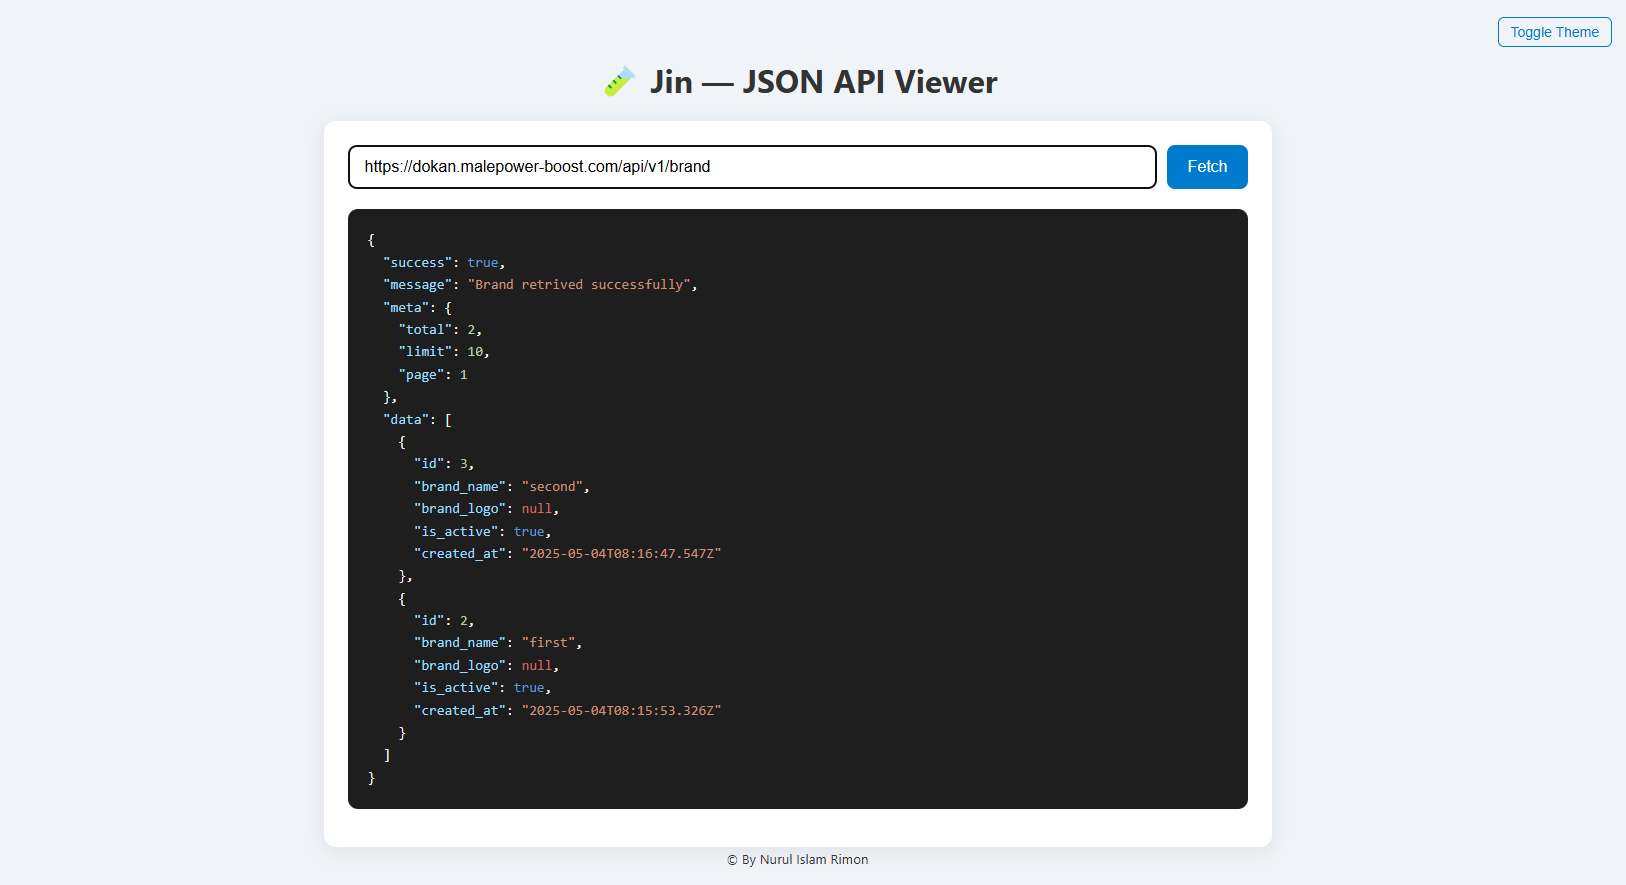 Toggle Theme
Jin — JSON API Viewer
https://dokan.malepower-boost.com/api/v1/brand
Fetch
{
  "success": true,
  "message": "Brand retrived successfully",
  "meta": {
    "total": 2,
    "limit": 10,
    "page": 1
  },
  "data": [
    {
      "id": 3,
      "brand_name": "second",
      "brand_logo": null,
      "is_active": true,
      "created_at": "2025-05-04T08:16:47.547Z"
    },
    {
      "id": 2,
      "brand_name": "first",
      "brand_logo": null,
      "is_active": true,
      "created_at": "2025-05-04T08:15:53.326Z"
    }
  ]
}
© By Nurul Islam Rimon